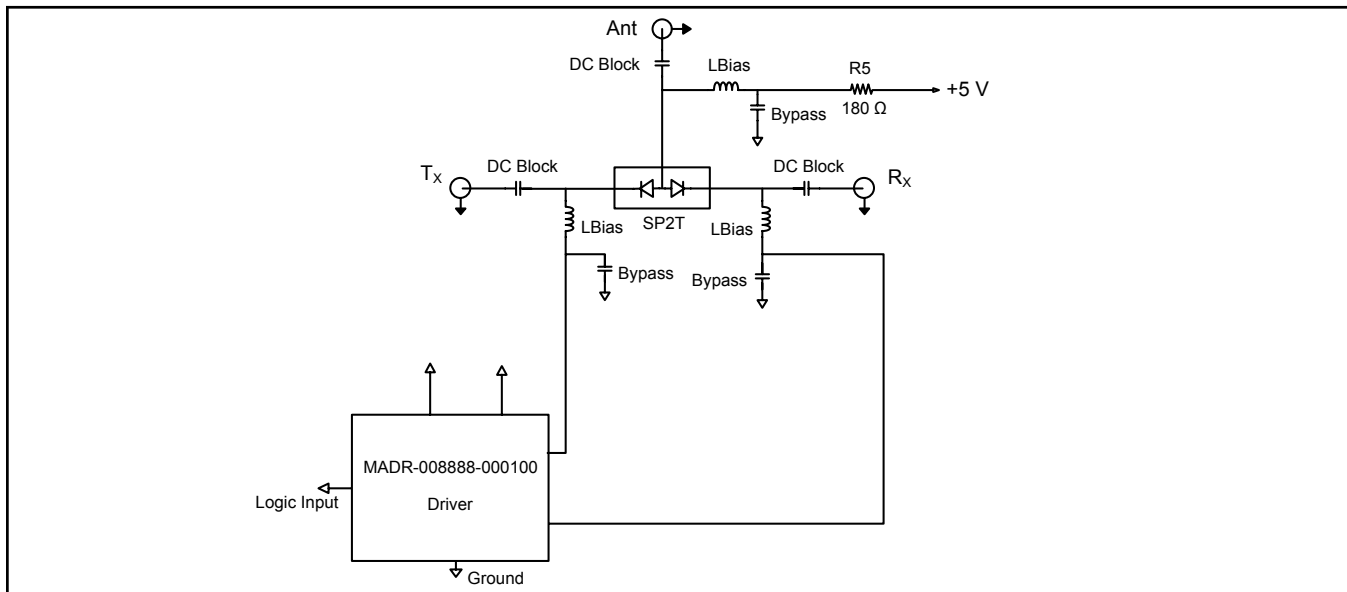 Ant
DC Block
LBias
R5
+5 V
Bypass
180 Ω
TX
DC Block
DC Block
RX
SP2T
LBias
LBias
Bypass
Bypass
MADR-008888-000100
Driver
Logic Input
Ground